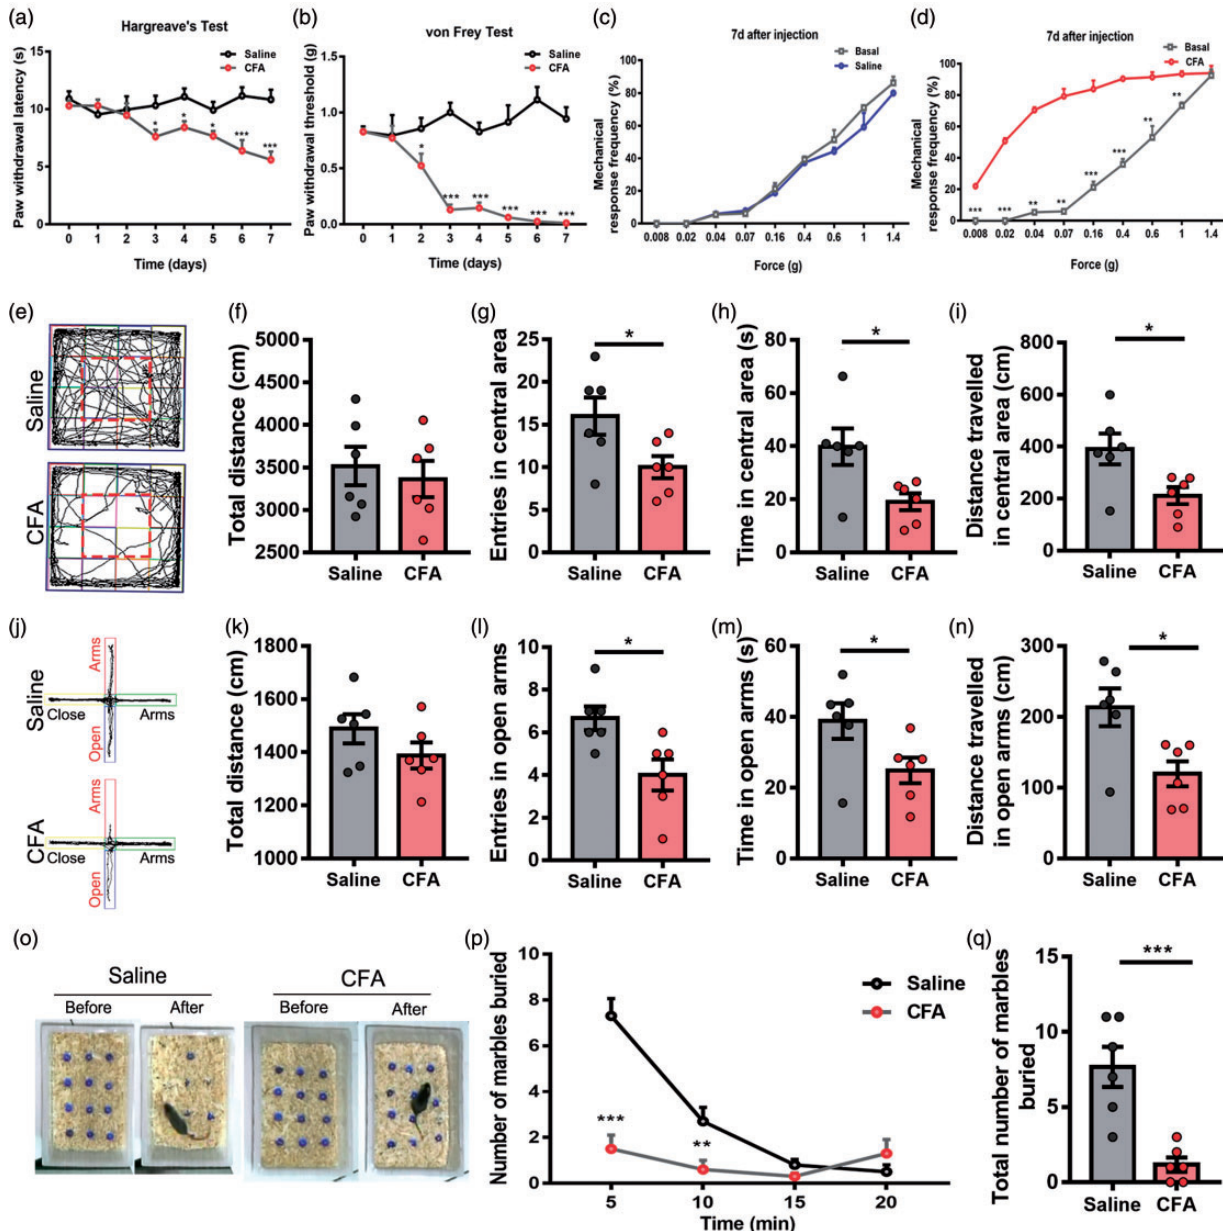 (a)
Hargreave's Test
Paw withdrawal latency (s)
15
10
5
0
Saline
CFA
* * * *** ***
0 1 2 3 4 5 6 7
Time (days)
(b)
von Frey Test
Paw withdrawal threshold (g)
1.5
1.0
0.5
0.0
Saline
CFA
* *** *** *** *** ***
0 1 2 3 4 5 6 7
Time (days)
(c)
7d after injection
Mechanical
response frequency (%)
100
80
60
40
20
0
Basal
Saline
0.008 0.02 0.04 0.07 0.16 0.4 0.6 1 1.4
Force (g)
(d)
7d after injection
Mechanical
response frequency (%)
100
80
60
40
20
0
Basal
CFA
*** *** ** ** *** *** ** **
0.008 0.02 0.04 0.07 0.16 0.4 0.6 1 1.4
Force (g)
(e)
Saline
CFA
(f)
Total distance (cm)
5000
4500
4000
3500
3000
2500
Saline CFA
(g)
Entries in central area
25
20
15
10
5
0
*
Saline CFA
(h)
Time in central area (s)
80
60
40
20
0
*
Saline CFA
(i)
Distance travelled
in central area (cm)
800
600
400
200
0
*
Saline CFA
(j)
Saline
Arms
Close Arms
Open
CFA
Arms
Close Arms
Open
(k)
Total distance (cm)
1800
1600
1400
1200
1000
Saline CFA
(l)
Entries in open arms
10
8
6
4
2
0
*
Saline CFA
(m)
Time in open arms (s)
60
40
20
0
*
Saline CFA
(n)
Distance travelled
in open arms (cm)
300
200
100
0
*
Saline CFA
(o)
Saline CFA
Before After Before After
(p)
Number of marbles buried
10
8
6
4
2
0
Saline
CFA
*** **
5 10 15 20
Time (min)
(q)
Total number of marbles
buried
15
10
5
0
***
Saline CFA